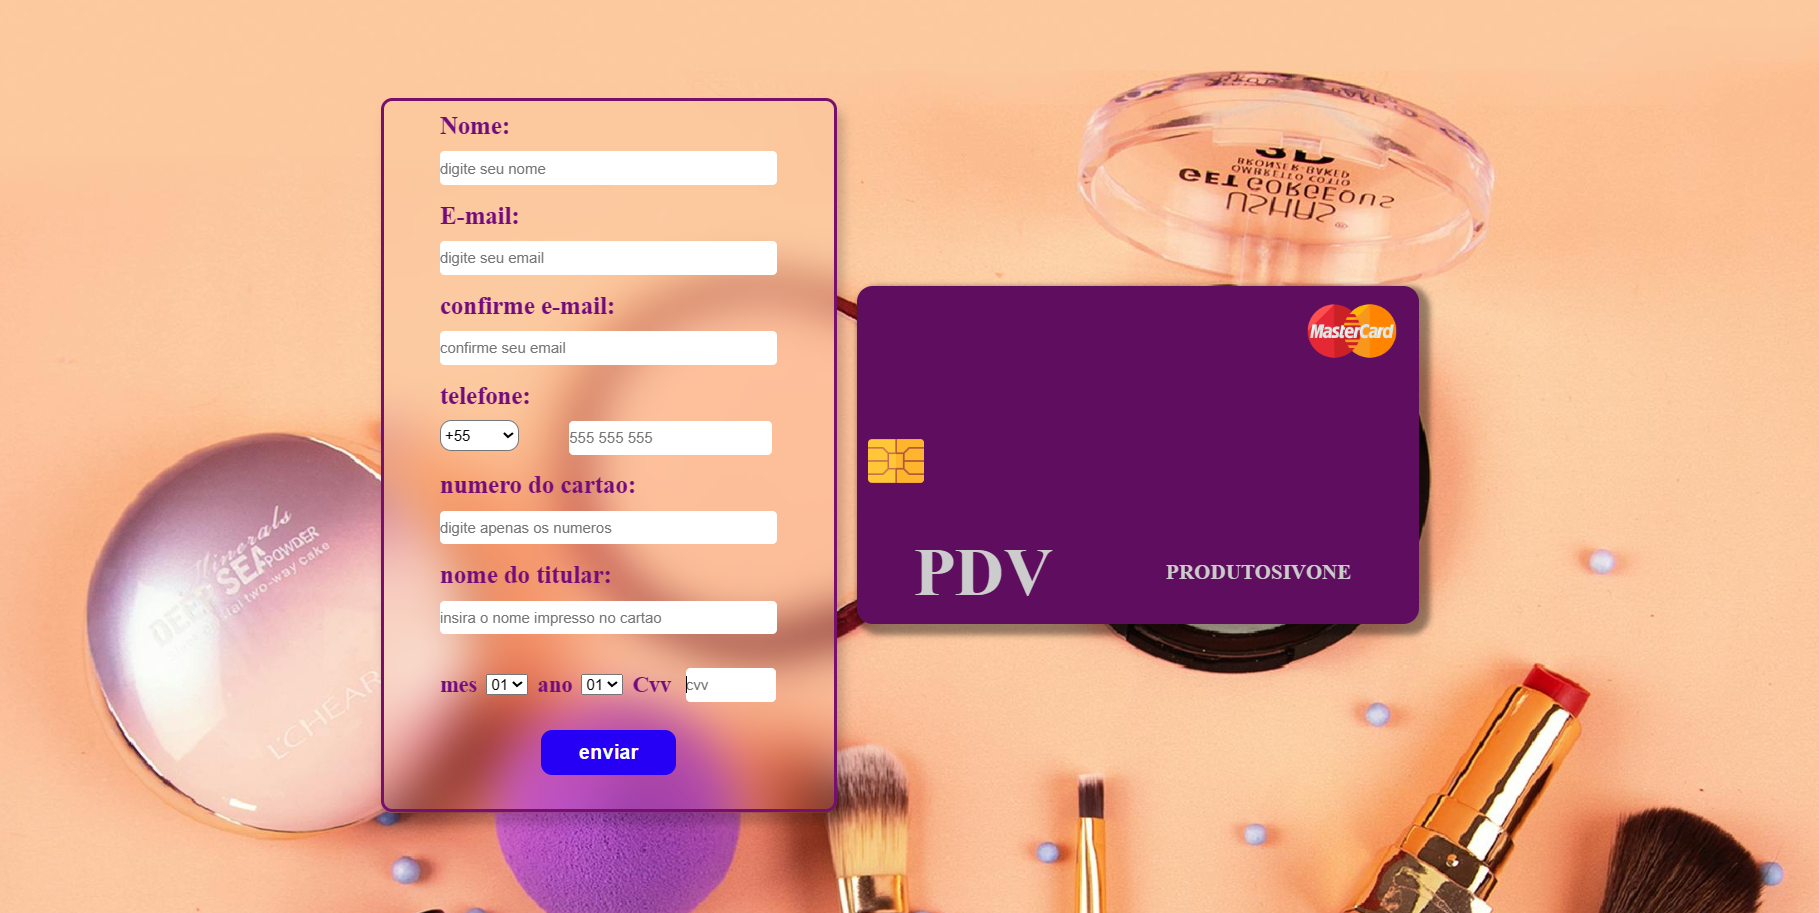 Nome:
digite seu nome
E-mail:
digite seu email
confirme e-mail:
confirme seu email
telefone:
+55
555 555 555
numero do cartao:
digite apenas os numeros
nome do titular:
insira o nome impresso no cartao
mes 01 ano 01 Cvv cvv
enviar
MasterCard
PDV
PRODUTOSIVONE
3D
BRONZER·BAKED
OMBRETTO COTTO
GET GORGEOUS
USHAS ®
Minerals
DEEP SEA POWDER
two-way cake
L'CHEAR